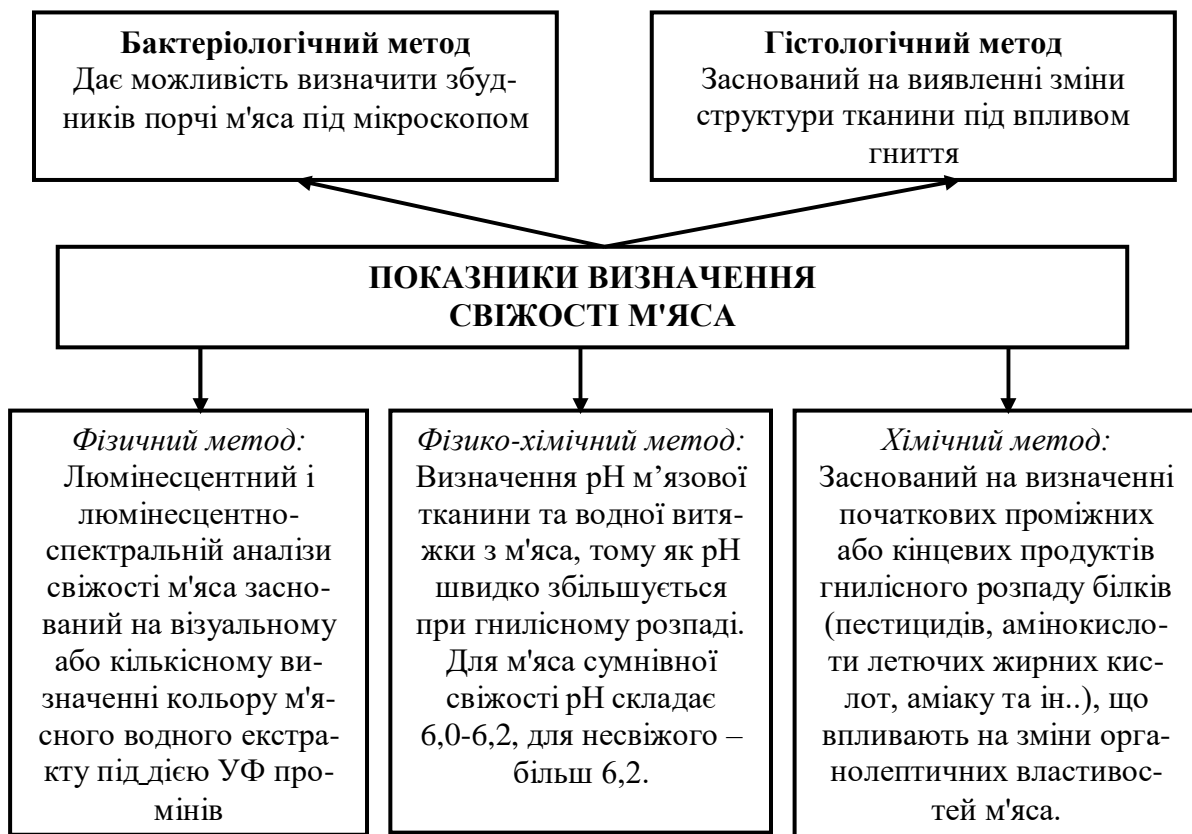 Бактеріологічний метод
Дає можливість визначити збуд-
ників порчі м'яса під мікроскопом
Гістологічний метод
Заснований на виявленні зміни
структури тканини під впливом
гниття
ПОКАЗНИКИ ВИЗНАЧЕННЯ
СВІЖОСТІ М'ЯСА
Фізичний метод:
Люмінесцентний і
люмінесцентно-
спектральній аналізи
свіжості м'яса засно-
ваний на візуальному
або кількісному ви-
значенні кольору м'я-
сного водного екстра-
кту під дією УФ про-
мінів
Фізико-хімічний метод:
Визначення рН м’язової
тканини та водної витя-
жки з м'яса, тому як рН
швидко збільшується
при гнилісному розпаді.
Для м'яса сумнівної
свіжості рН складає
6,0-6,2, для несвіжого –
більш 6,2.
Хімічний метод:
Заснований на визначенні
початкових проміжних
або кінцевих продуктів
гнилісного розпаду білків
(пестицидів, амінокисло-
ти летючих жирних кис-
лот, аміаку та ін..), що
впливають на зміни орга-
нолептичних властивос-
тей м'яса.